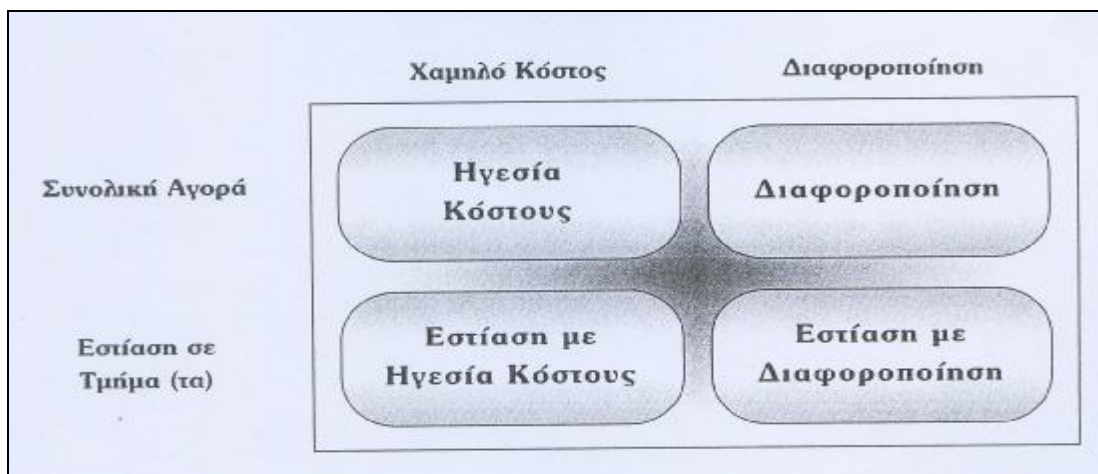 Χαμηλό Κόστος
Διαφοροποίηση
Συνολική Αγορά
Ηγεσία
Κόστους
Διαφοροποίηση
Εστίαση σε
Τμήμα (τα)
Εστίαση με
Ηγεσία Κόστους
Εστίαση με
Διαφοροποίηση